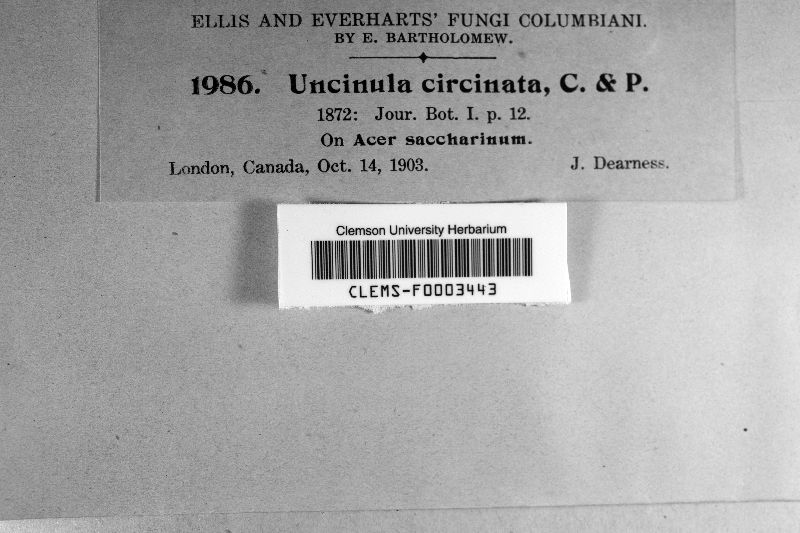 ELLIS AND EVERHARTS' FUNGI COLUMBIANI.
BY E. BARTHOLOMEW.
1986. Uncinula circinata, C. & P.
1872: Jour. Bot. I. p. 12.
On Acer saccharinum.
London, Canada, Oct. 14, 1903. J. Dearness.
Clemson University Herbarium
CLEMS-F0003443